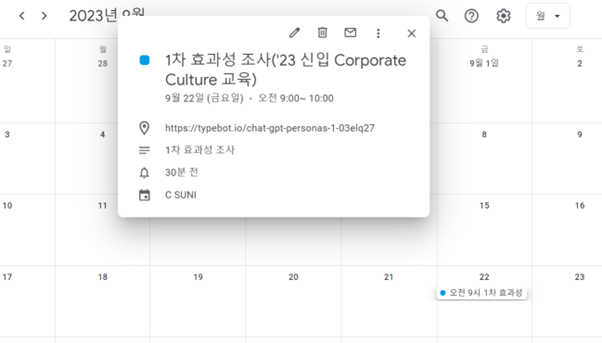 2023년 9월
월
일
월
금
토
27
28
9월 1일
2
1차 효과성 조사('23 신입 Corporate
Culture 교육)
9월 22일 (금요일) · 오전 9:00~ 10:00
https://typebot.io/chat-gpt-personas-1-03elq27
1차 효과성 조사
30분 전
C SUNI
3
4
8
9
10
11
15
16
17
18
19
20
21
22
23
오전 9시 1차 효과성